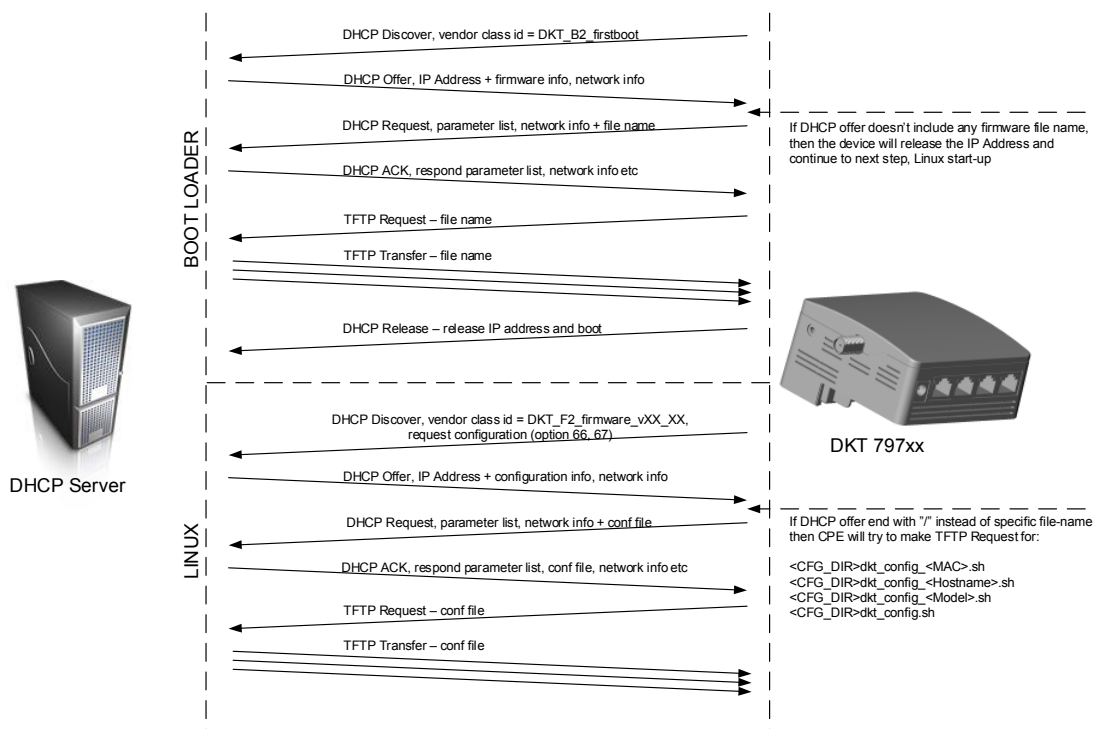 DHCP Discover, vendor class id = DKT_B2_firstboot
DHCP Offer, IP Address + firmware info, network info
If DHCP offer doesn't include any firmware file name,
then the device will release the IP Address and
continue to next step, Linux start-up
DHCP Request, parameter list, network info + file name
DHCP ACK, respond parameter list, network info etc
TFTP Request – file name
TFTP Transfer – file name
DHCP Release – release IP address and boot
BOOT LOADER
DHCP Server
DKT 797xx
DHCP Discover, vendor class id = DKT_F2_firmware_vXX_XX,
request configuration (option 66, 67)
DHCP Offer, IP Address + configuration info, network info
DHCP Request, parameter list, network info + conf file
If DHCP offer end with "/" instead of specific file-name
then CPE will try to make TFTP Request for:
<CFG_DIR>dkt_config_<MAC>.sh
<CFG_DIR>dkt_config_<Hostname>.sh
<CFG_DIR>dkt_config_<Model>.sh
<CFG_DIR>dkt_config.sh
DHCP ACK, respond parameter list, conf file, network info etc
TFTP Request – conf file
TFTP Transfer – conf file
LINUX